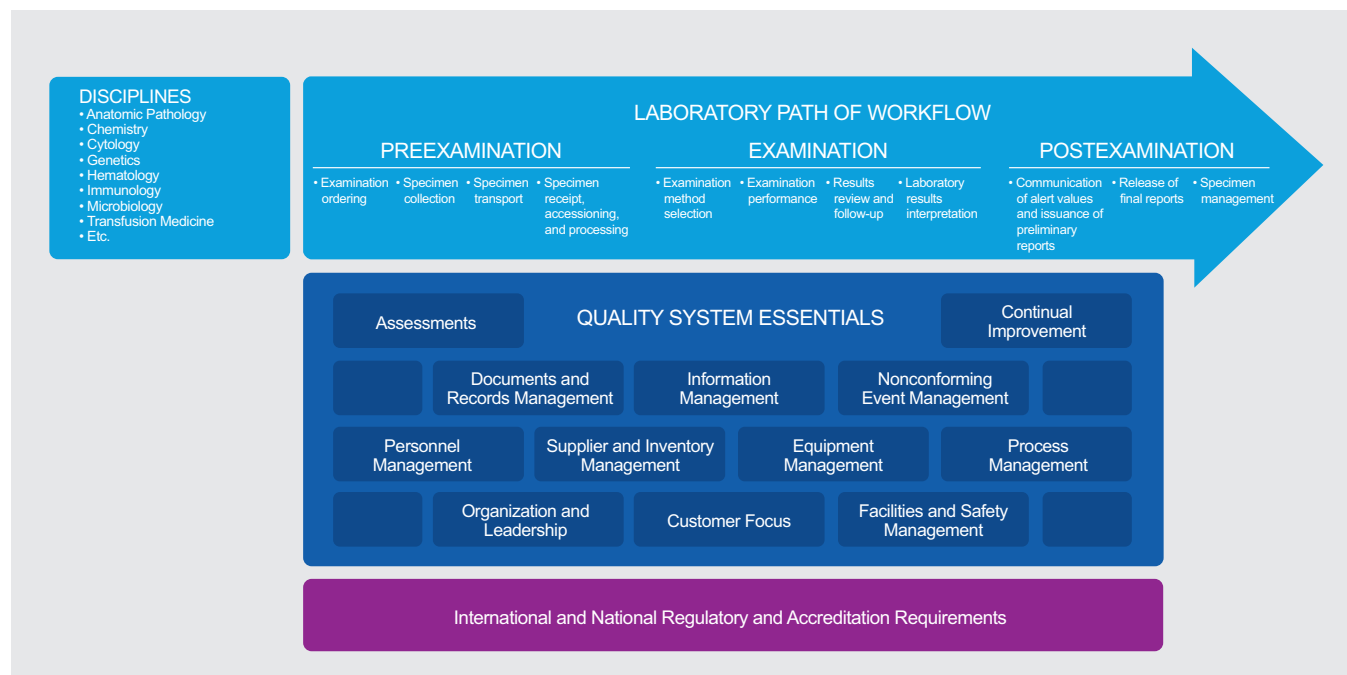 DISCIPLINES
• Anatomic Pathology
• Chemistry
• Cytology
• Genetics
• Hematology
• Immunology
• Microbiology
• Transfusion Medicine
• Etc.
LABORATORY PATH OF WORKFLOW
PREEXAMINATION
• Examination
ordering
• Specimen
collection
• Specimen
transport
• Specimen
receipt,
accessioning,
and processing
EXAMINATION
• Examination
method
selection
• Examination
performance
• Results
review and
follow-up
• Laboratory
results
interpretation
POSTEXAMINATION
• Communication
of alert values
and issuance of
preliminary
reports
• Release of
final reports
• Specimen
management
QUALITY SYSTEM ESSENTIALS
Assessments
Continual
Improvement
Documents and
Records Management
Information
Management
Nonconforming
Event Management
Personnel
Management
Supplier and Inventory
Management
Equipment
Management
Process
Management
Organization and
Leadership
Customer Focus
Facilities and Safety
Management
International and National Regulatory and Accreditation Requirements